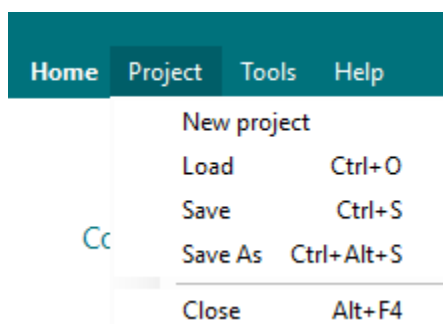 Home Project Tools Help
New project
Load Ctrl+O
Save Ctrl+S
Save As Ctrl+Alt+S
Close Alt+F4